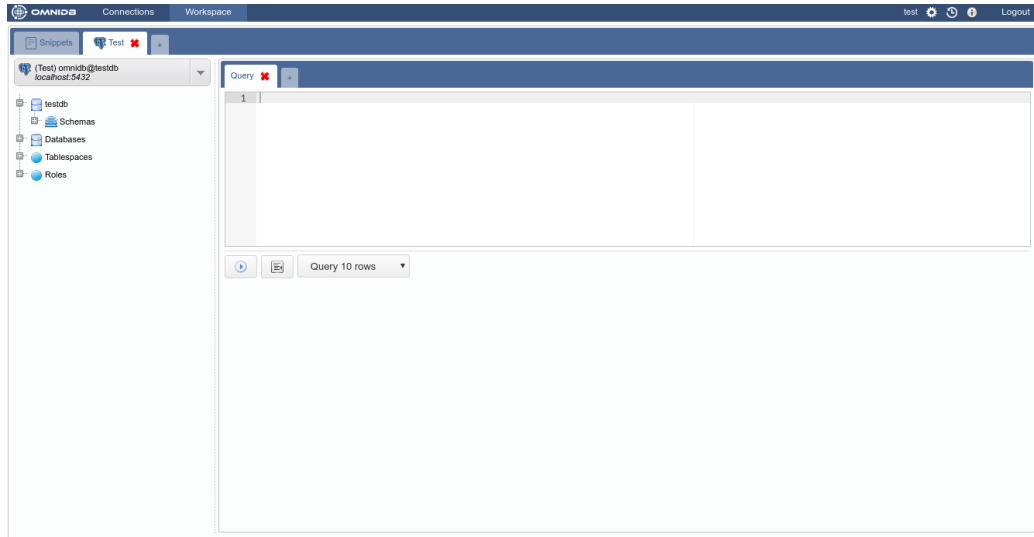 OMNIDB Connections Workspace test Logout
Snippets Test +
(Test) omnidb@testdb
localhost:5432
testdb
Schemas
Databases
Tablespaces
Roles
Query +
1
Query 10 rows